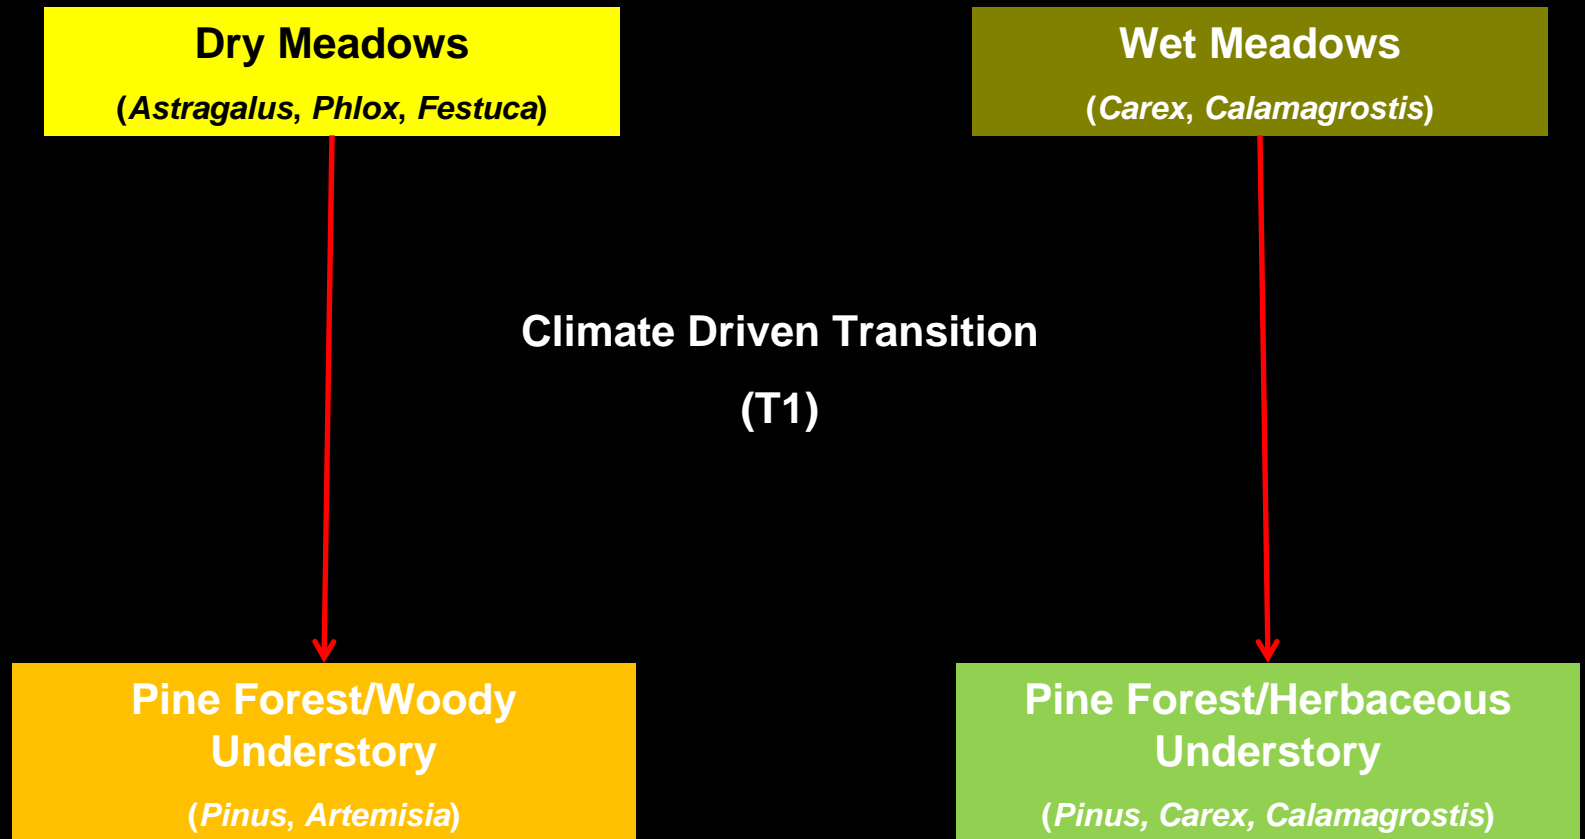 Dry Meadows
(Astragalus, Phlox, Festuca)
Wet Meadows
(Carex, Calamagrostis)
Climate Driven Transition
(T1)
Pine Forest/Woody
Understory
(Pinus, Artemisia)
Pine Forest/Herbaceous
Understory
(Pinus, Carex, Calamagrostis)